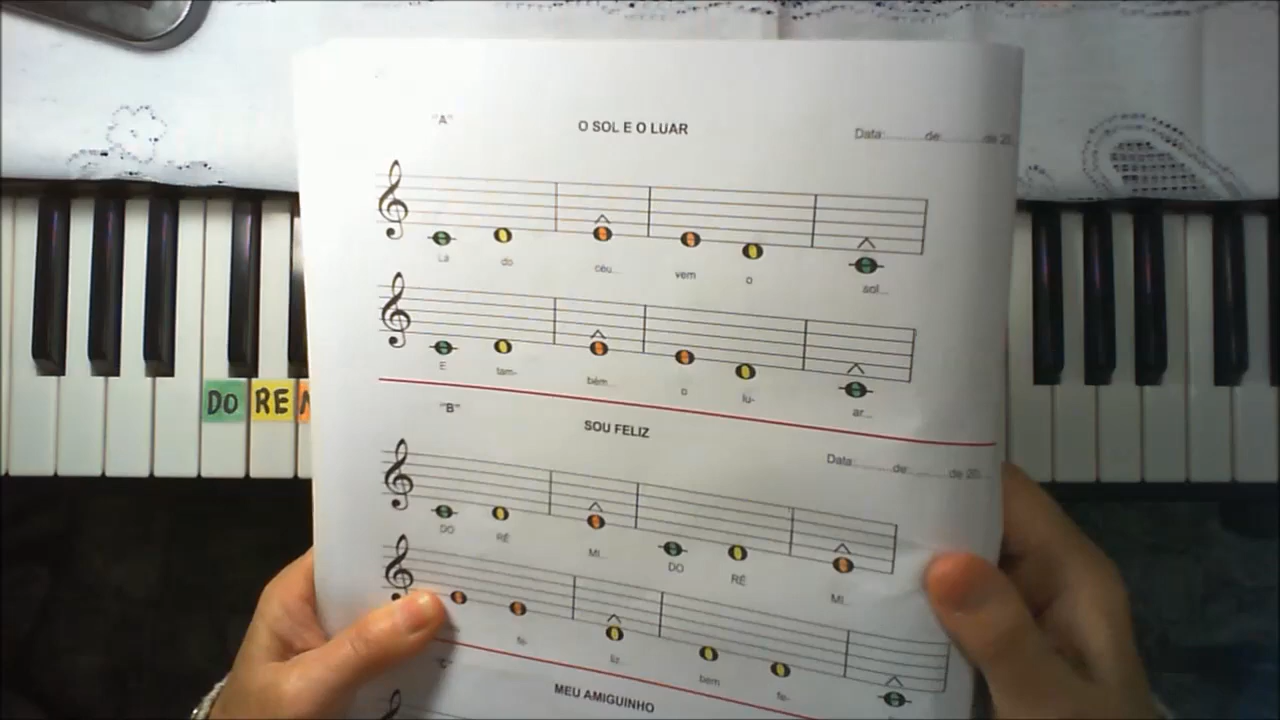 "A" O SOL E O LUAR Data:..........de:..............de 20
Lá do céu... vem o sol...
E tam- bém... o lu- ar...
"B" SOU FELIZ Data:..........de:..........de 20
DO RÉ MI... DO RÉ MI...
fe- liz... bem fe-
"C" MEU AMIGUINHO
DO RE